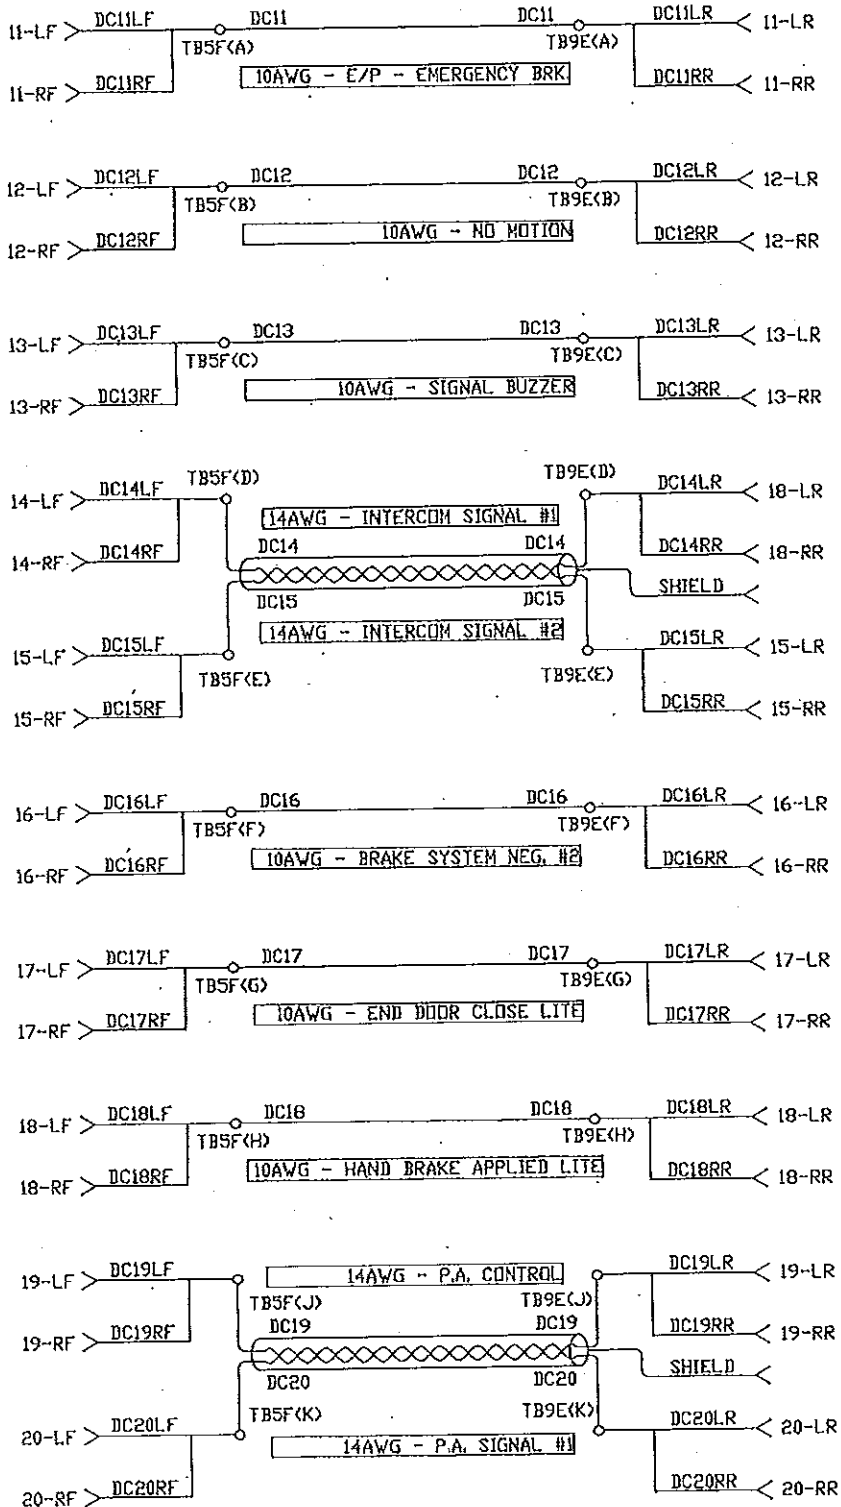 11-LF DC11LF DC11 DC11 DC11LR 11-LR
TB5F(A) TB9E(A)
11-RF DC11RF 10AWG - E/P - EMERGENCY BRK. DC11RR 11-RR
12-LF DC12LF DC12 DC12 DC12LR 12-LR
TB5F(B) TB9E(B)
12-RF DC12RF 10AWG - NO MOTION DC12RR 12-RR
13-LF DC13LF DC13 DC13 DC13LR 13-LR
TB5F(C) TB9E(C)
13-RF DC13RF 10AWG - SIGNAL BUZZER DC13RR 13-RR
TB5F(D) TB9E(D)
14-LF DC14LF DC14LR 18-LR
14AWG - INTERCOM SIGNAL #1
14-RF DC14RF DC14 DC14 DC14RR 18-RR
SHIELD
DC15 DC15
14AWG - INTERCOM SIGNAL #2
15-LF DC15LF DC15LR 15-LR
TB5F(E) TB9E(E)
15-RF DC15RF DC15RR 15-RR
16-LF DC16LF DC16 DC16 DC16LR 16-LR
TB5F(F) TB9E(F)
16-RF DC16RF 10AWG - BRAKE SYSTEM NEG. #2 DC16RR 16-RR
17-LF DC17LF DC17 DC17 DC17LR 17-LR
TB5F(G) TB9E(G)
17-RF DC17RF 10AWG - END DOOR CLOSE LITE DC17RR 17-RR
18-LF DC18LF DC18 DC18 DC18LR 18-LR
TB5F(H) TB9E(H)
18-RF DC18RF 10AWG - HAND BRAKE APPLIED LITE DC18RR 18-RR
19-LF DC19LF 14AWG - P.A. CONTROL DC19LR 19-LR
TB5F(J) TB9E(J)
19-RF DC19RF DC19 DC19 DC19RR 19-RR
SHIELD
DC20 DC20
TB5F(K) TB9E(K)
20-LF DC20LF DC20LR 20-LR
14AWG - P.A. SIGNAL #1
20-RF DC20RF DC20RR 20-RR